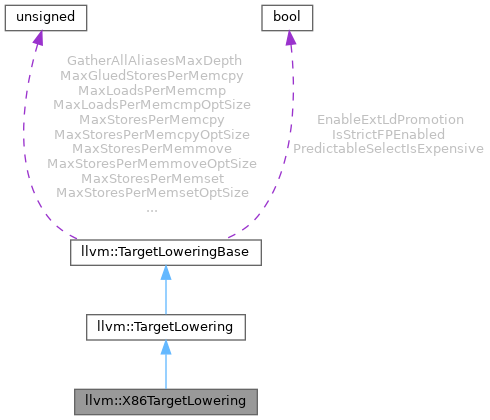 unsigned
bool
GatherAllAliasesMaxDepth
MaxGluedStoresPerMemcpy
MaxLoadsPerMemcmp
MaxLoadsPerMemcmpOptSize
MaxStoresPerMemcpy
MaxStoresPerMemcpyOptSize
MaxStoresPerMemmove
MaxStoresPerMemmoveOptSize
MaxStoresPerMemset
MaxStoresPerMemsetOptSize
...
EnableExtLdPromotion
IsStrictFPEnabled
PredictableSelectIsExpensive
llvm::TargetLoweringBase
llvm::TargetLowering
llvm::X86TargetLowering